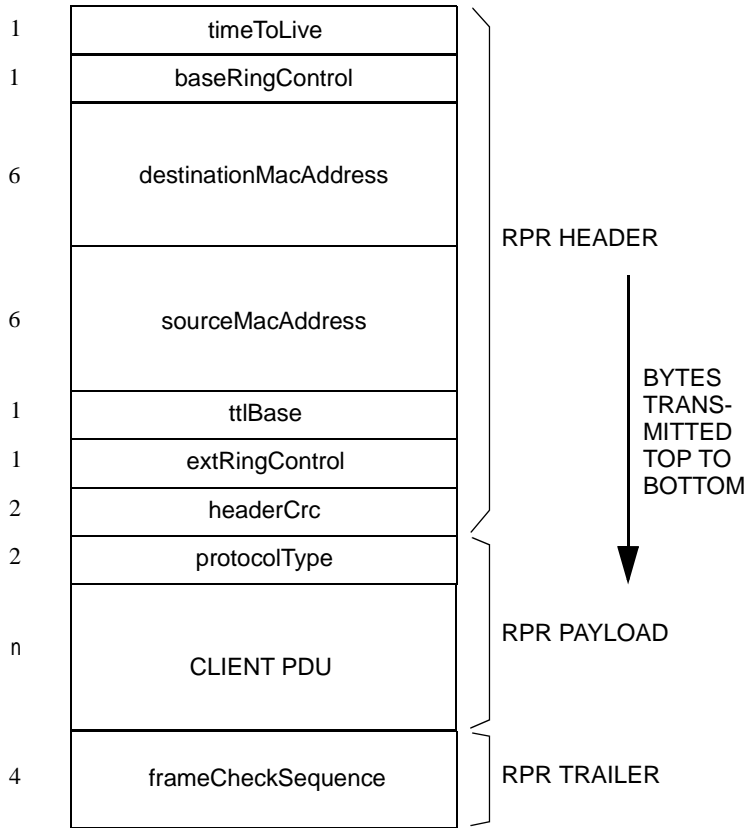 1 timeToLive
1 baseRingControl
6 destinationMacAddress
RPR HEADER
6 sourceMacAddress
1 ttlBase
1 extRingControl
2 headerCrc
BYTES
TRANS-
MITTED
TOP TO
BOTTOM
2 protocolType
n CLIENT PDU
RPR PAYLOAD
4 frameCheckSequence
RPR TRAILER